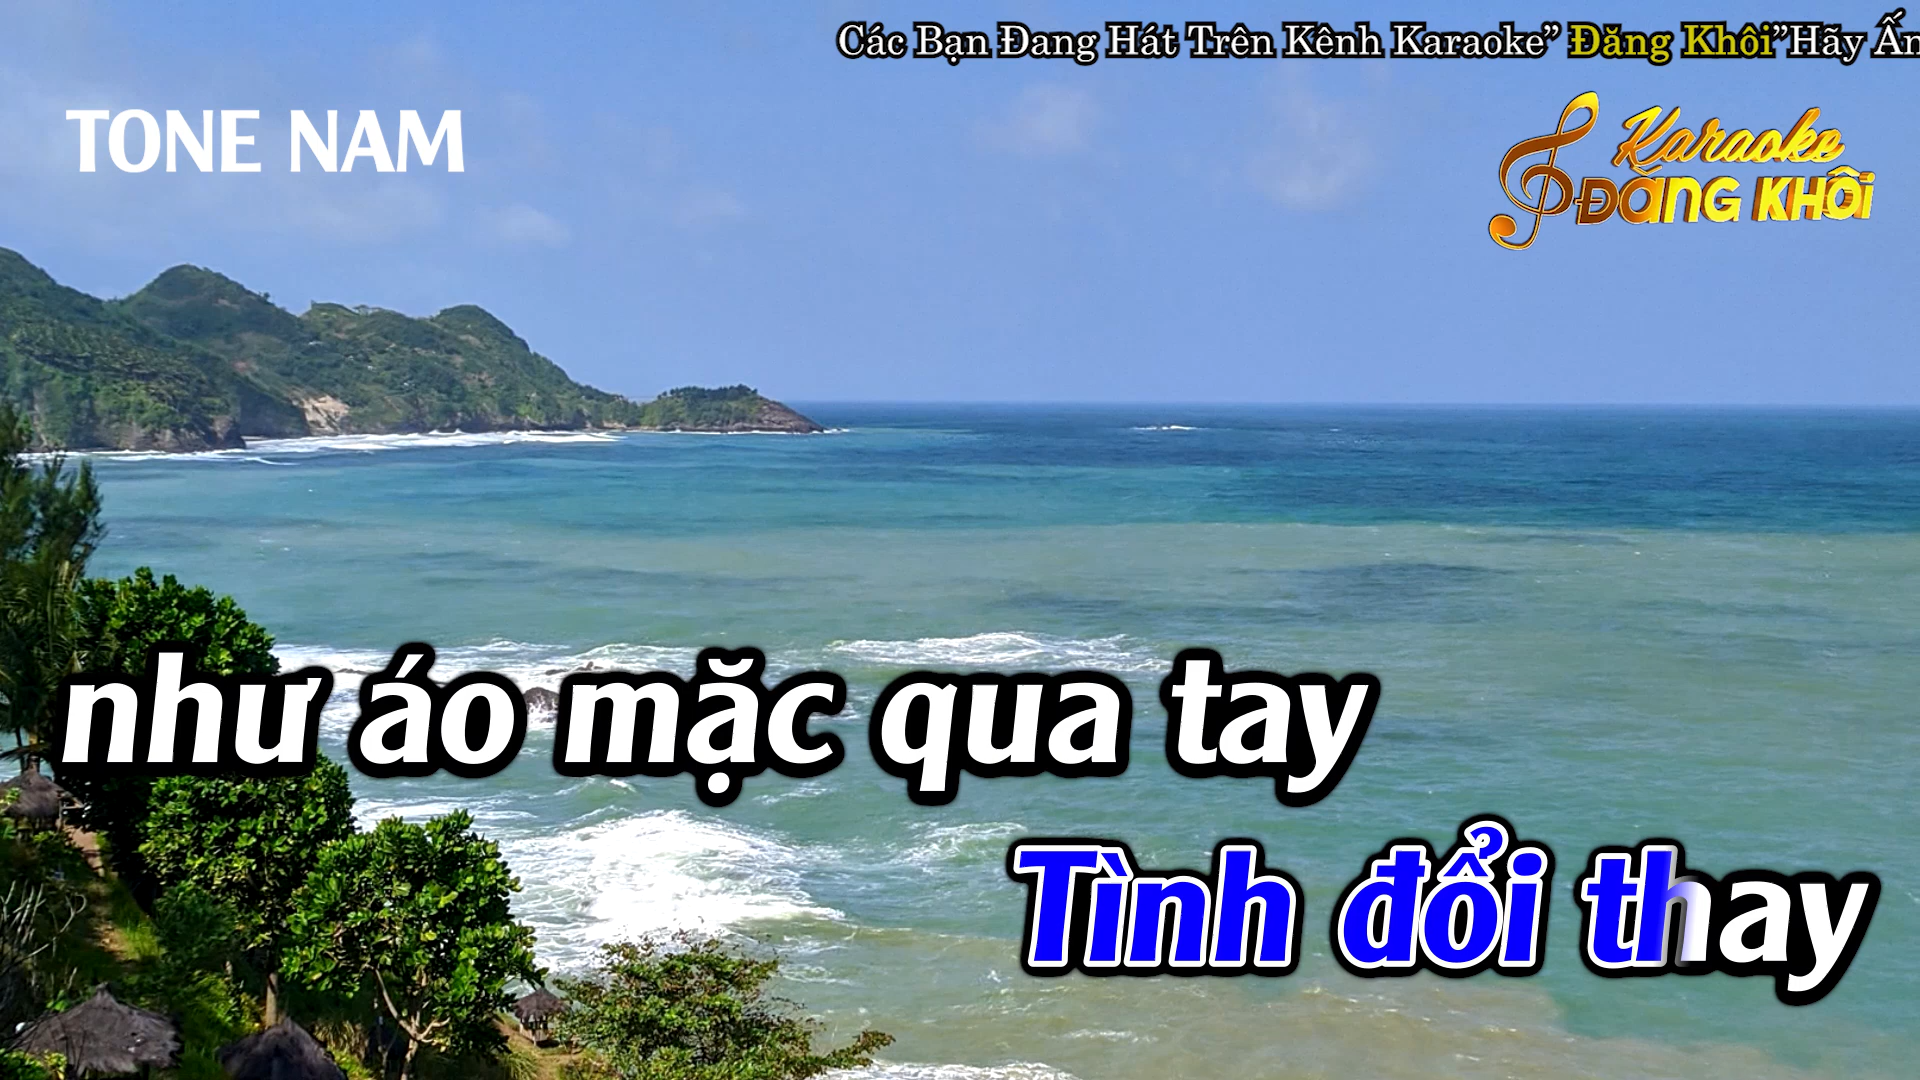 Các Bạn Đang Hát Trên Kênh Karaoke” Đăng Khôi”Hãy Ấn
TONE NAM
Karaoke
ĐĂNG KHÔI
như áo mặc qua tay
Tình đổi thay